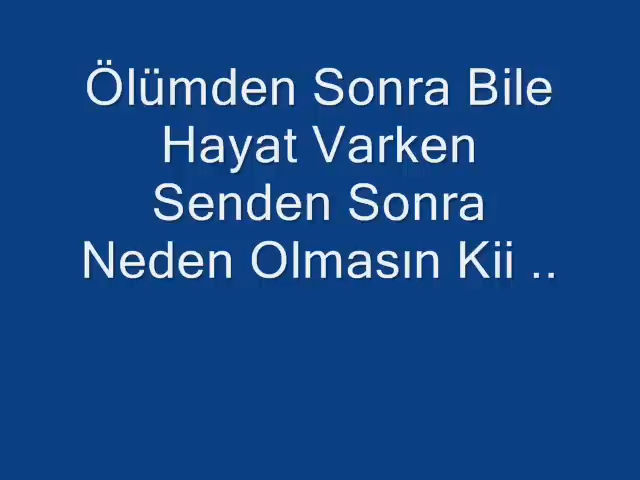 Ölümden Sonra Bile
Hayat Varken
Senden Sonra
Neden Olmasın Kii ..